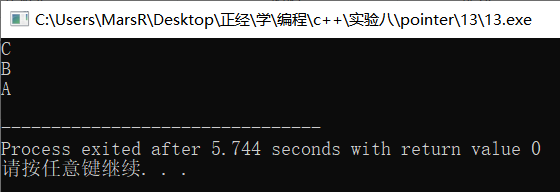 C:\Users\MarsR\Desktop\正经\学\编程\c++\实验八\pointer\13\13.exe
C
B
A
--------------------------------
Process exited after 5.744 seconds with return value 0
请按任意键继续. . .